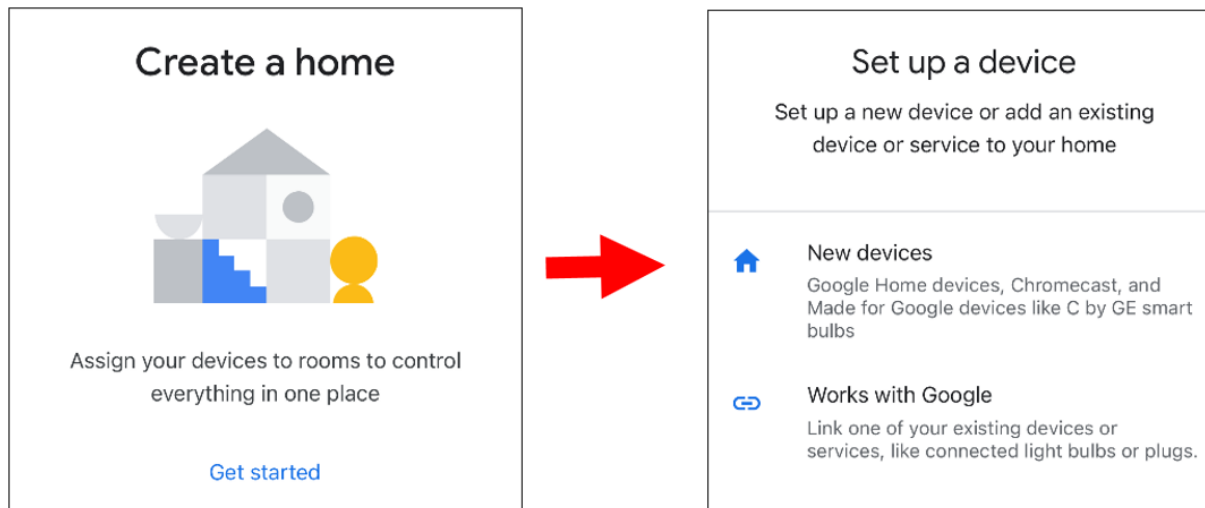 Create a home
Assign your devices to rooms to control
everything in one place
Get started
Set up a device
Set up a new device or add an existing
device or service to your home
New devices
Google Home devices, Chromecast, and
Made for Google devices like C by GE smart
bulbs
Works with Google
Link one of your existing devices or
services, like connected light bulbs or plugs.